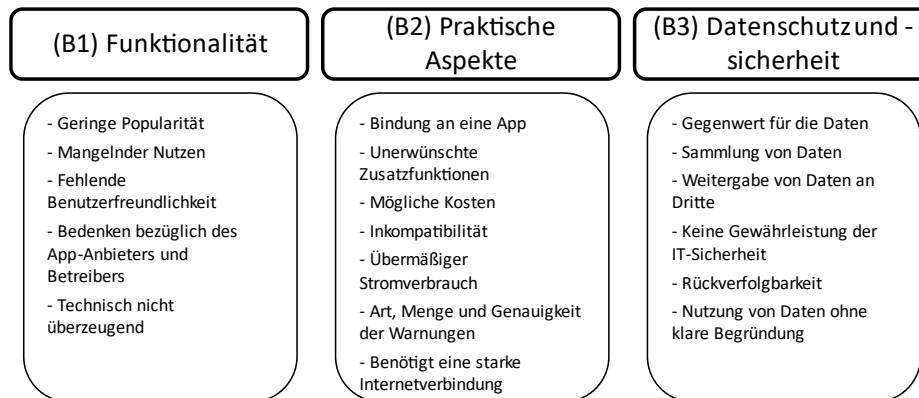 (B1) Funktionalität
- Geringe Popularität
- Mangelnder Nutzen
- Fehlende
Benutzerfreundlichkeit
- Bedenken bezüglich des
App-Anbieters und
Betreibers
- Technisch nicht
überzeugend
(B2) Praktische
Aspekte
- Bindung an eine App
- Unerwünschte
Zusatzfunktionen
- Mögliche Kosten
- Inkompatibilität
- Übermäßiger
Stromverbrauch
- Art, Menge und Genauigkeit
der Warnungen
- Benötigt eine starke
Internetverbindung
(B3) Datenschutz und -
sicherheit
- Gegenwert für die Daten
- Sammlung von Daten
- Weitergabe von Daten an
Dritte
- Keine Gewährleistung der
IT-Sicherheit
- Rückverfolgbarkeit
- Nutzung von Daten ohne
klare Begründung